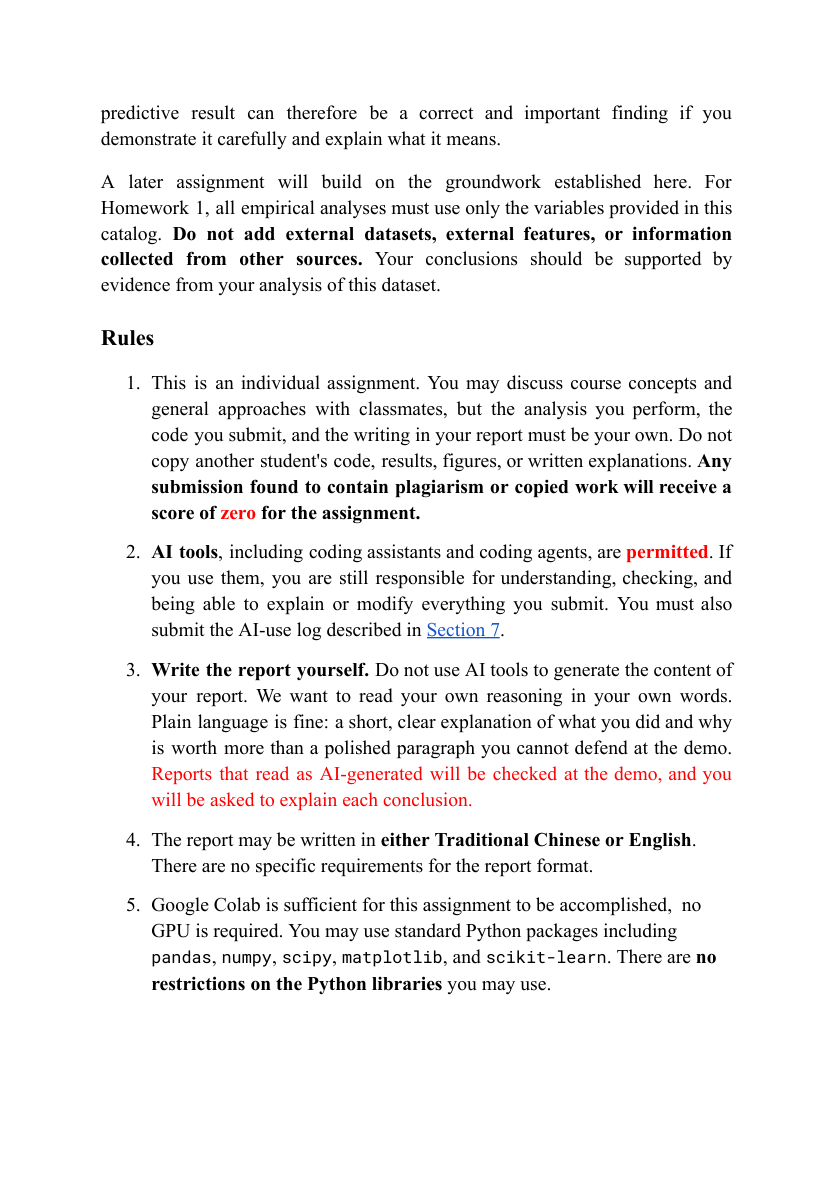 predictive result can therefore be a correct and important finding if you
demonstrate it carefully and explain what it means.
A later assignment will build on the groundwork established here. For
Homework 1, all empirical analyses must use only the variables provided in this
catalog. Do not add external datasets, external features, or information
collected from other sources. Your conclusions should be supported by
evidence from your analysis of this dataset.
Rules
1. This is an individual assignment. You may discuss course concepts and
general approaches with classmates, but the analysis you perform, the
code you submit, and the writing in your report must be your own. Do not
copy another student's code, results, figures, or written explanations. Any
submission found to contain plagiarism or copied work will receive a
score of zero for the assignment.
2. AI tools, including coding assistants and coding agents, are permitted. If
you use them, you are still responsible for understanding, checking, and
being able to explain or modify everything you submit. You must also
submit the AI-use log described in Section 7.
3. Write the report yourself. Do not use AI tools to generate the content of
your report. We want to read your own reasoning in your own words.
Plain language is fine: a short, clear explanation of what you did and why
is worth more than a polished paragraph you cannot defend at the demo.
Reports that read as AI-generated will be checked at the demo, and you
will be asked to explain each conclusion.
4. The report may be written in either Traditional Chinese or English.
There are no specific requirements for the report format.
5. Google Colab is sufficient for this assignment to be accomplished, no
GPU is required. You may use standard Python packages including
pandas, numpy, scipy, matplotlib, and scikit-learn. There are no
restrictions on the Python libraries you may use.